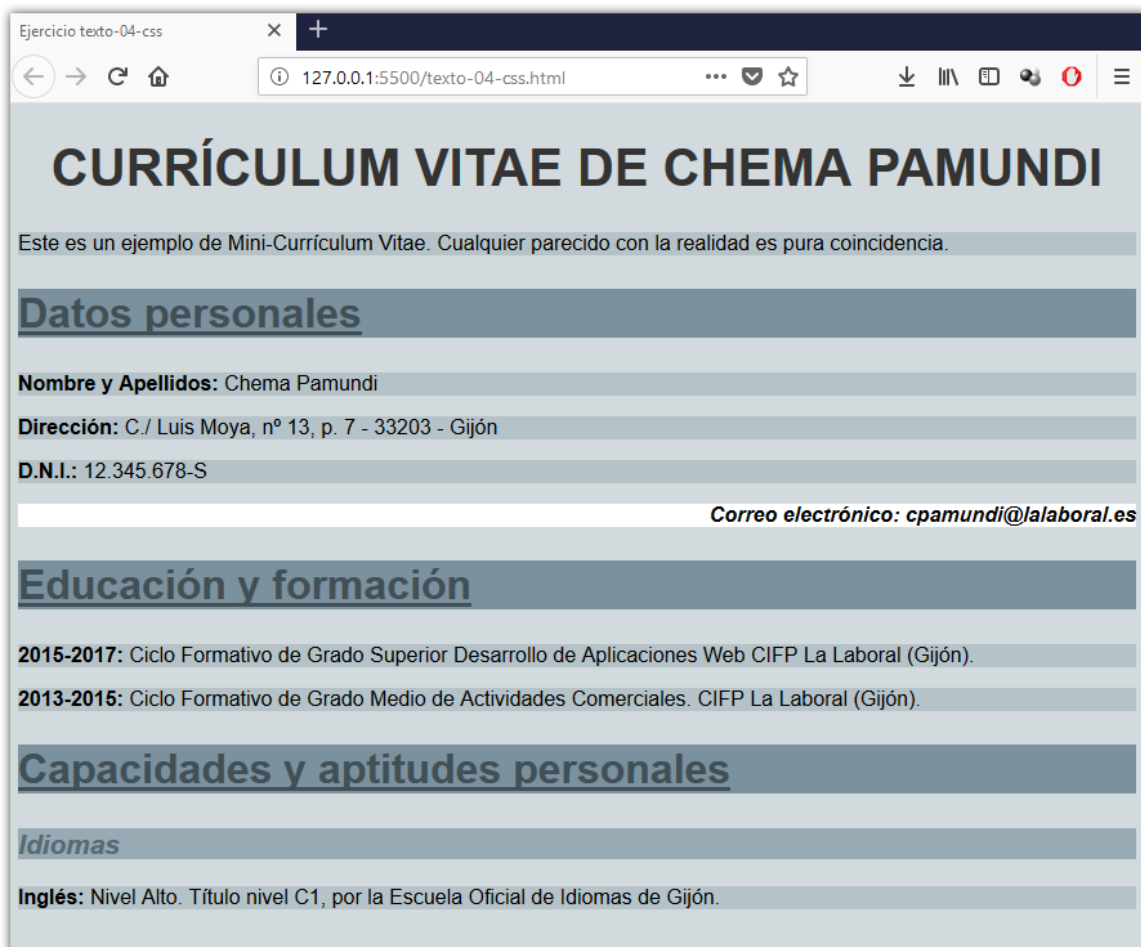 Ejercicio texto-04-css
127.0.0.1:5500/texto-04-css.html
CURRÍCULUM VITAE DE CHEMA PAMUNDI
Este es un ejemplo de Mini-Currículum Vitae. Cualquier parecido con la realidad es pura coincidencia.
Datos personales
Nombre y Apellidos: Chema Pamundi
Dirección: C./ Luis Moya, nº 13, p. 7 - 33203 - Gijón
D.N.I.: 12.345.678-S
Correo electrónico: cpamundi@lalaboral.es
Educación y formación
2015-2017: Ciclo Formativo de Grado Superior Desarrollo de Aplicaciones Web CIFP La Laboral (Gijón).
2013-2015: Ciclo Formativo de Grado Medio de Actividades Comerciales. CIFP La Laboral (Gijón).
Capacidades y aptitudes personales
Idiomas
Inglés: Nivel Alto. Título nivel C1, por la Escuela Oficial de Idiomas de Gijón.